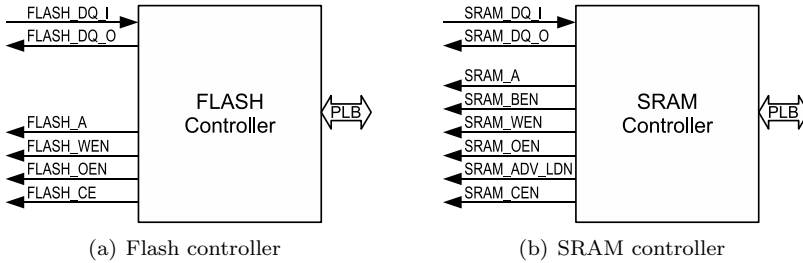 FLASH_DQ_I
FLASH_DQ_O
FLASH_A
FLASH_WEN
FLASH_OEN
FLASH_CE
FLASH
Controller
PLB
(a) Flash controller
SRAM_DQ_I
SRAM_DQ_O
SRAM_A
SRAM_BEN
SRAM_WEN
SRAM_OEN
SRAM_ADV_LDN
SRAM_CEN
SRAM
Controller
PLB
(b) SRAM controller